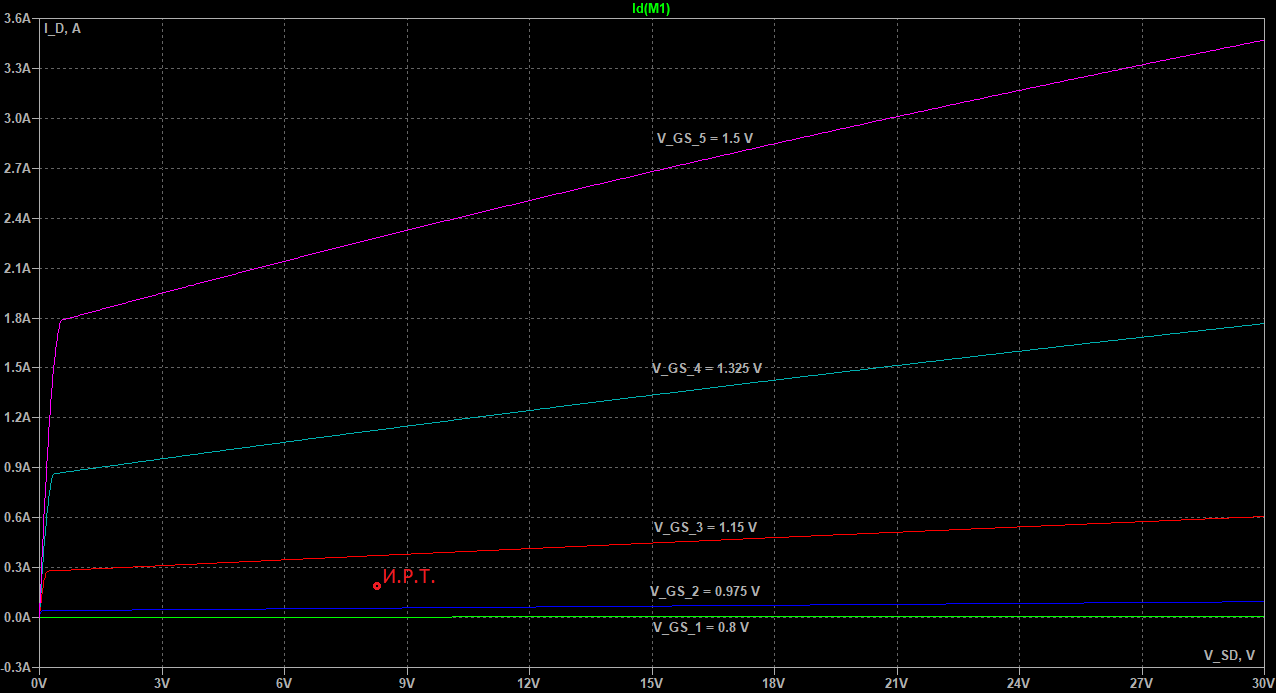 Id(M1)
3.6A
I_D, A
3.3A
3.0A
V_GS_5 = 1.5 V
2.7A
2.4A
2.1A
1.8A
1.5A
V_GS_4 = 1.325 V
1.2A
0.9A
0.6A
V_GS_3 = 1.15 V
0.3A
И.Р.Т.
V_GS_2 = 0.975 V
0.0A
V_GS_1 = 0.8 V
V_SD, V
-0.3A
0V 3V 6V 9V 12V 15V 18V 21V 24V 27V 30V